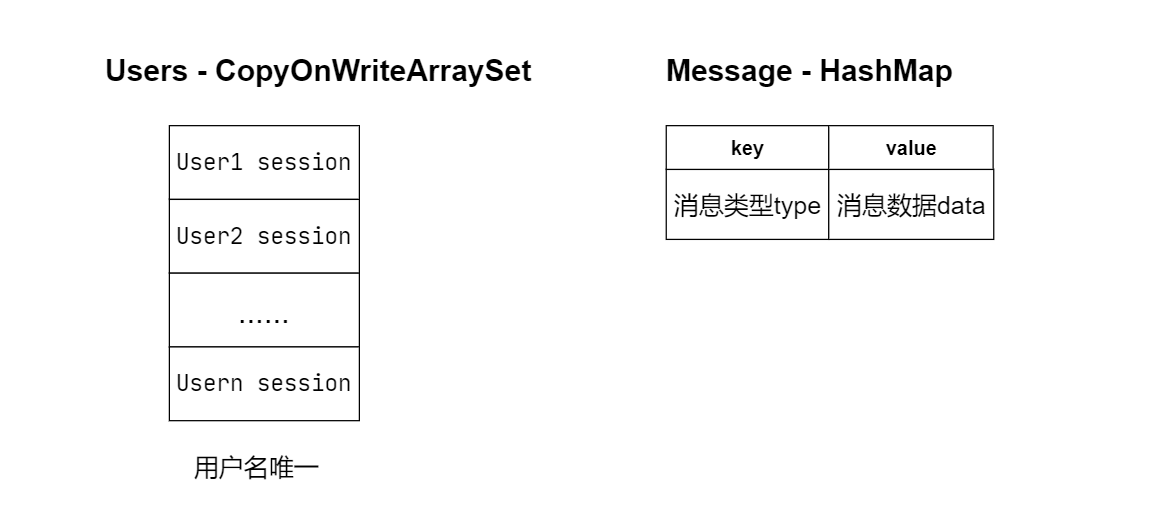 Users - CopyOnWriteArraySet
User1 session
User2 session
……
Usern session
用户名唯一
Message - HashMap
key value
消息类型type 消息数据data